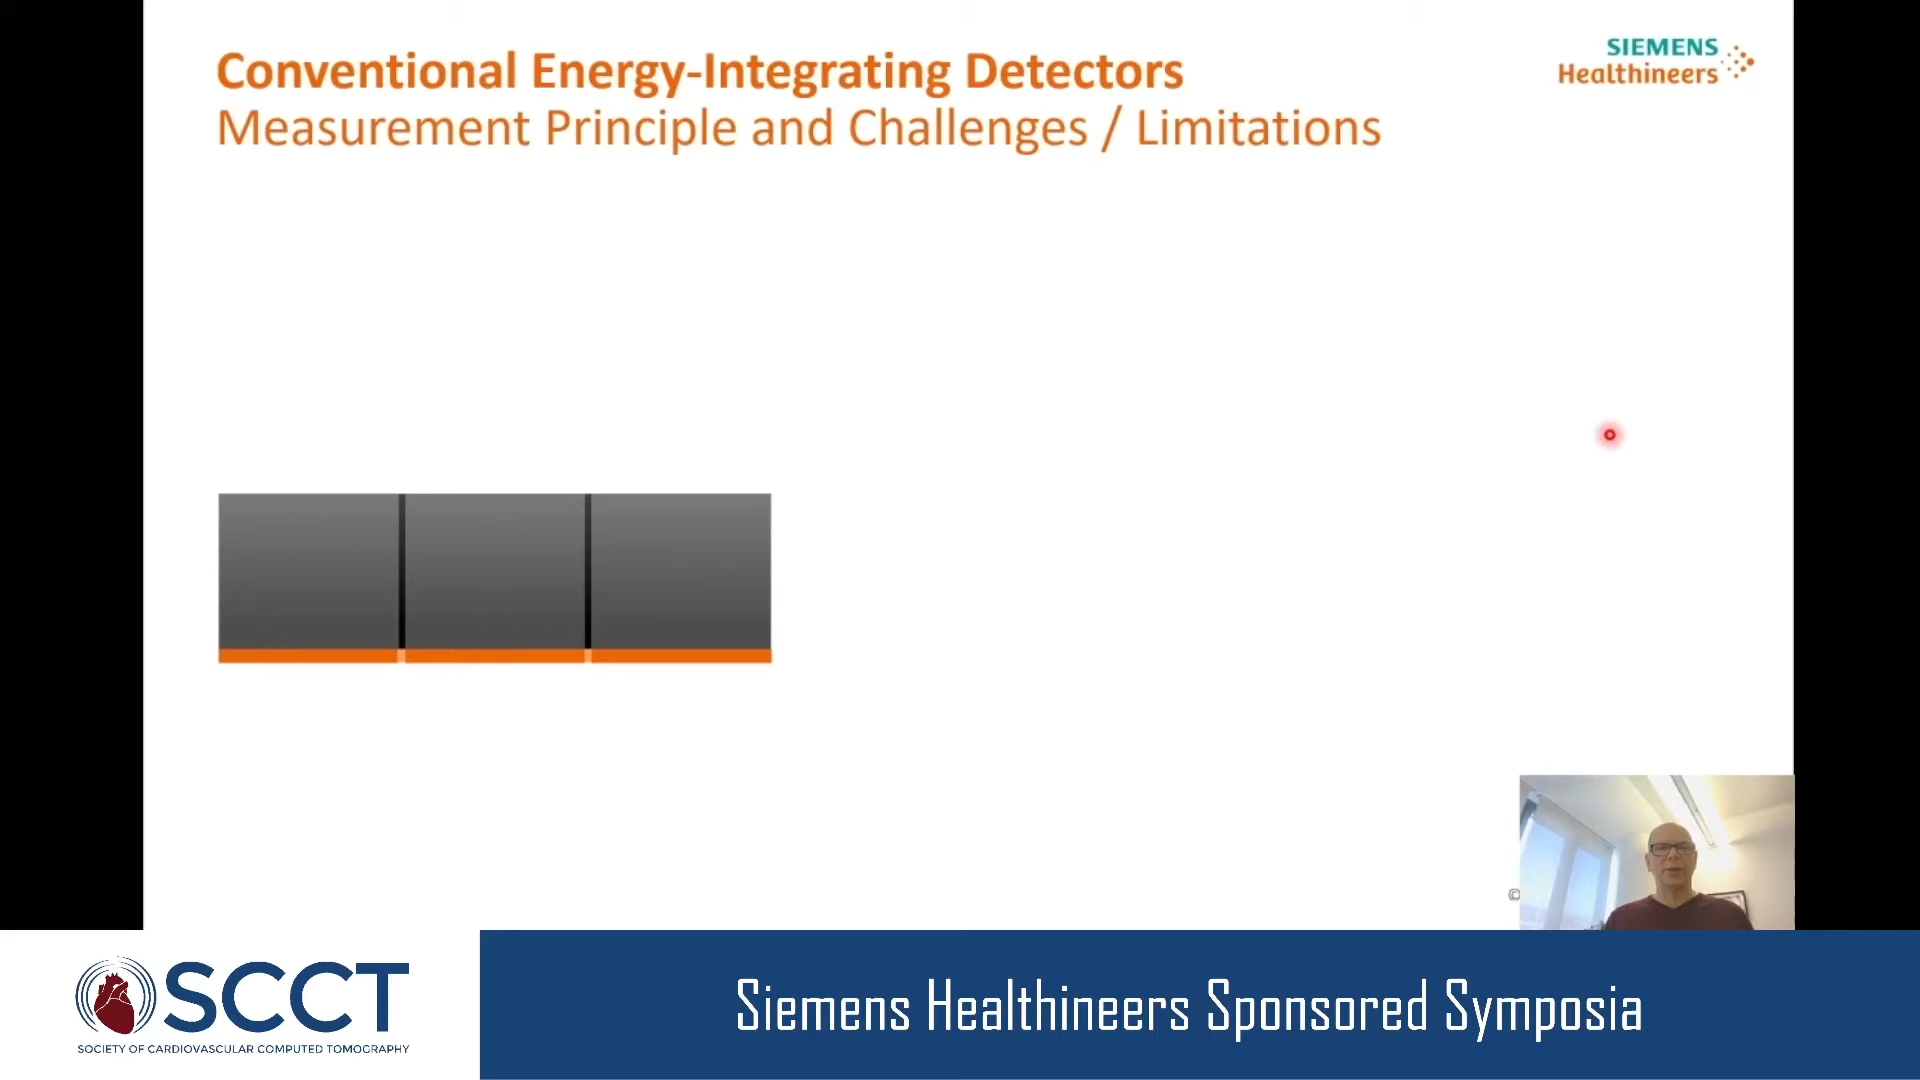 Conventional Energy-Integrating Detectors
Measurement Principle and Challenges / Limitations
SIEMENS
Healthineers
©
SCCT
SOCIETY OF CARDIOVASCULAR COMPUTED TOMOGRAPHY
Siemens Healthineers Sponsored Symposia